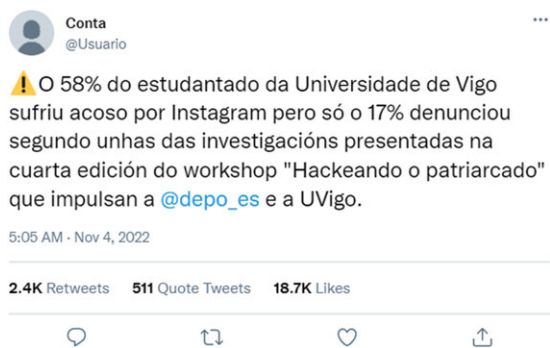 Conta
@Usuario
⚠️O 58% do estudantado da Universidade de Vigo
sufriu acoso por Instagram pero só o 17% denunciou
segundo unhas das investigacións presentadas na
cuarta edición do workshop "Hackeando o patriarcado"
que impulsan a @depo_es e a UVigo.
5:05 AM · Nov 4, 2022
2.4K Retweets 511 Quote Tweets 18.7K Likes